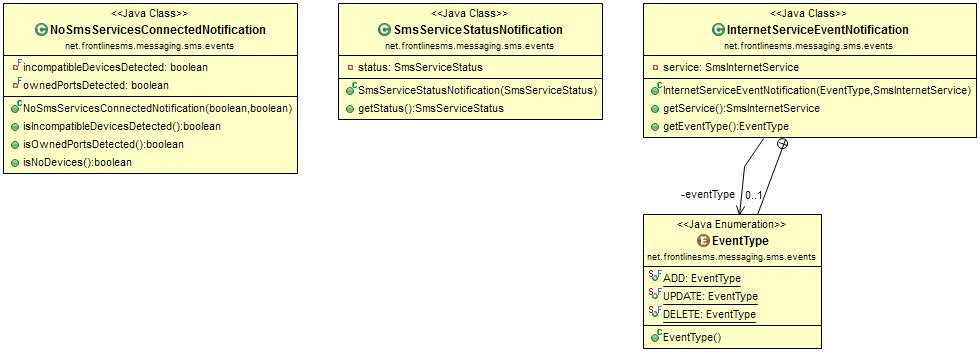 <<Java Class>>
NoSmsServicesConnectedNotification
net.frontlinesms.messaging.sms.events
incompatibleDevicesDetected: boolean
ownedPortsDetected: boolean
NoSmsServicesConnectedNotification(boolean,boolean)
isIncompatibleDevicesDetected():boolean
isOwnedPortsDetected():boolean
isNoDevices():boolean
<<Java Class>>
SmsServiceStatusNotification
net.frontlinesms.messaging.sms.events
status: SmsServiceStatus
SmsServiceStatusNotification(SmsServiceStatus)
getStatus():SmsServiceStatus
<<Java Class>>
InternetServiceEventNotification
net.frontlinesms.messaging.sms.events
service: SmsInternetService
InternetServiceEventNotification(EventType,SmsInternetService)
getService():SmsInternetService
getEventType():EventType
-eventType 0..1
<<Java Enumeration>>
EventType
net.frontlinesms.messaging.sms.events
ADD: EventType
UPDATE: EventType
DELETE: EventType
EventType()